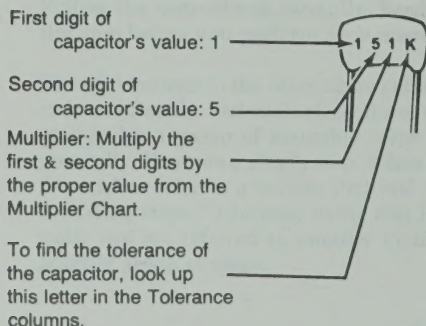 First digit of
capacitor's value: 1
1 5 1 K
Second digit of
capacitor's value: 5
Multiplier: Multiply the
first & second digits by
the proper value from the
Multiplier Chart.
To find the tolerance of
the capacitor, look up
this letter in the Tolerance
columns.